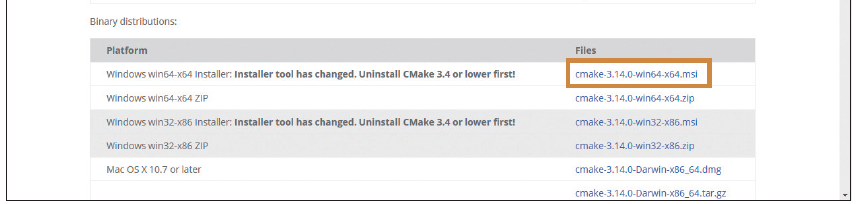 Binary distributions:
Platform Files
Windows win64-x64 Installer: Installer tool has changed. Uninstall CMake 3.4 or lower first! cmake-3.14.0-win64-x64.msi
Windows win64-x64 ZIP cmake-3.14.0-win64-x64.zip
Windows win32-x86 Installer: Installer tool has changed. Uninstall CMake 3.4 or lower first! cmake-3.14.0-win32-x86.msi
Windows win32-x86 ZIP cmake-3.14.0-win32-x86.zip
Mac OS X 10.7 or later cmake-3.14.0-Darwin-x86_64.dmg
cmake-3.14.0-Darwin-x86_64.tar.gz